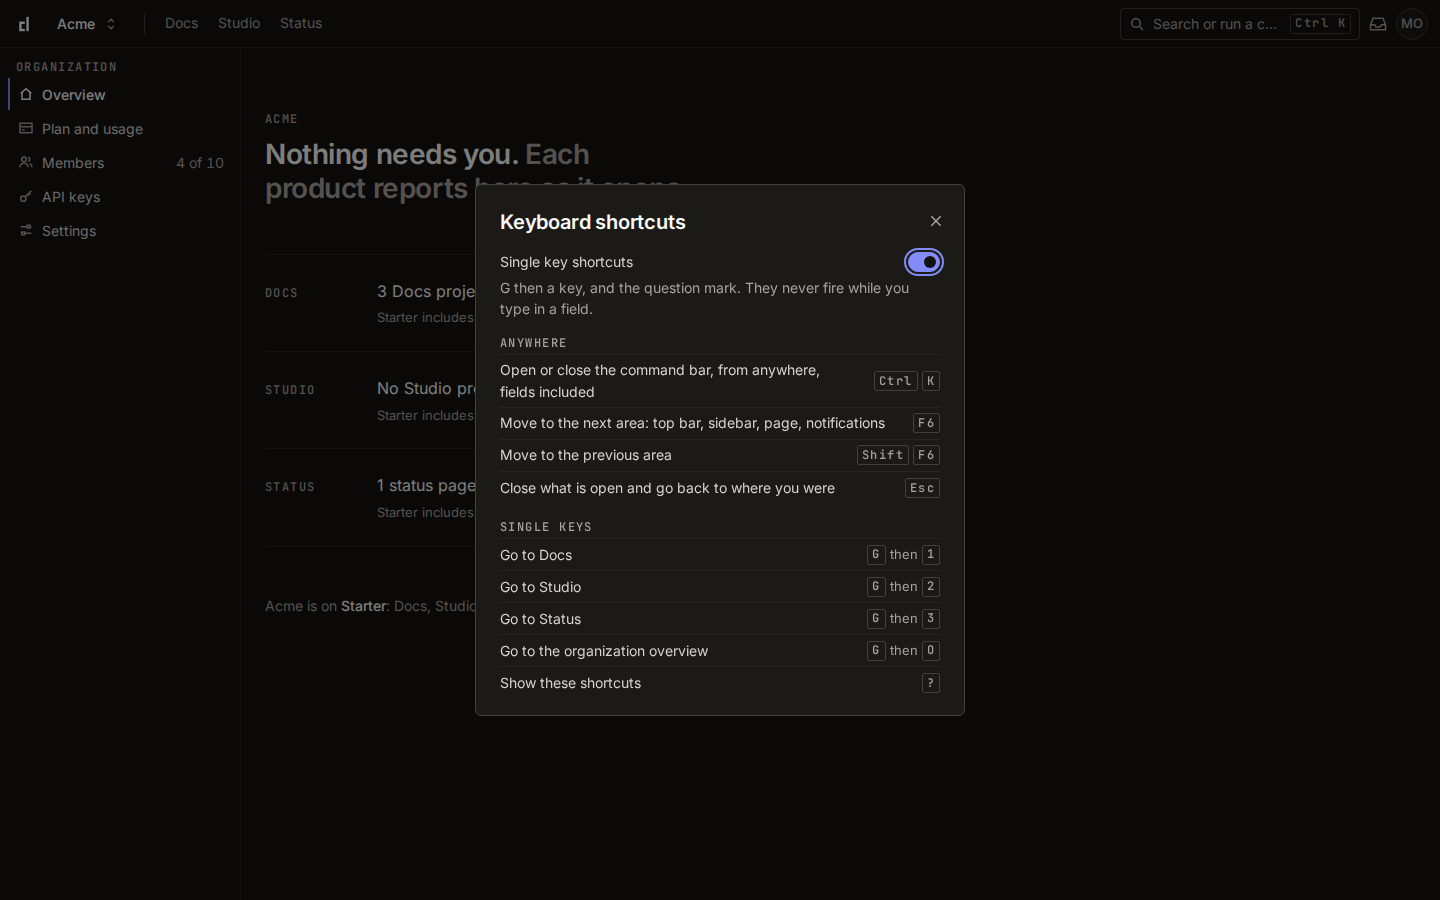 Acme
Docs
Studio
Status
Search or run a c...
Ctrl K
MO
ORGANIZATION
Overview
Plan and usage
Members
4 of 10
API keys
Settings
ACME
Nothing needs you. Each
product reports
DOCS
3 Docs proje
Starter includes
STUDIO
No Studio pr
Starter includes
STATUS
1 status page
Starter includes
Acme is on Starter: Docs, Studio
Keyboard shortcuts
Single key shortcuts
G then a key, and the question mark. They never fire while you
type in a field.
ANYWHERE
Open or close the command bar, from anywhere,
fields included
Ctrl K
Move to the next area: top bar, sidebar, page, notifications
F6
Move to the previous area
Shift F6
Close what is open and go back to where you were
Esc
SINGLE KEYS
Go to Docs
G then 1
Go to Studio
G then 2
Go to Status
G then 3
Go to the organization overview
G then 0
Show these shortcuts
?